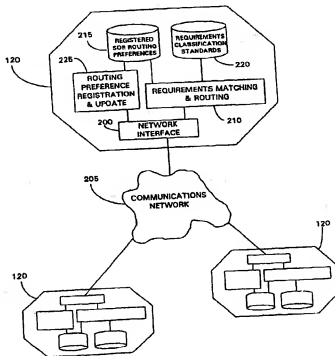 215
REGISTERED
SDR ROUTING
PREFERENCES
REQUIREMENTS
CLASSIFICATION
STANDARDS
120
225
220
ROUTING
PREFERENCE
REGISTRATION
& UPDATE
REQUIREMENTS MATCHING
& ROUTING
200
210
NETWORK
INTERFACE
205
COMMUNICATIONS
NETWORK
120
120